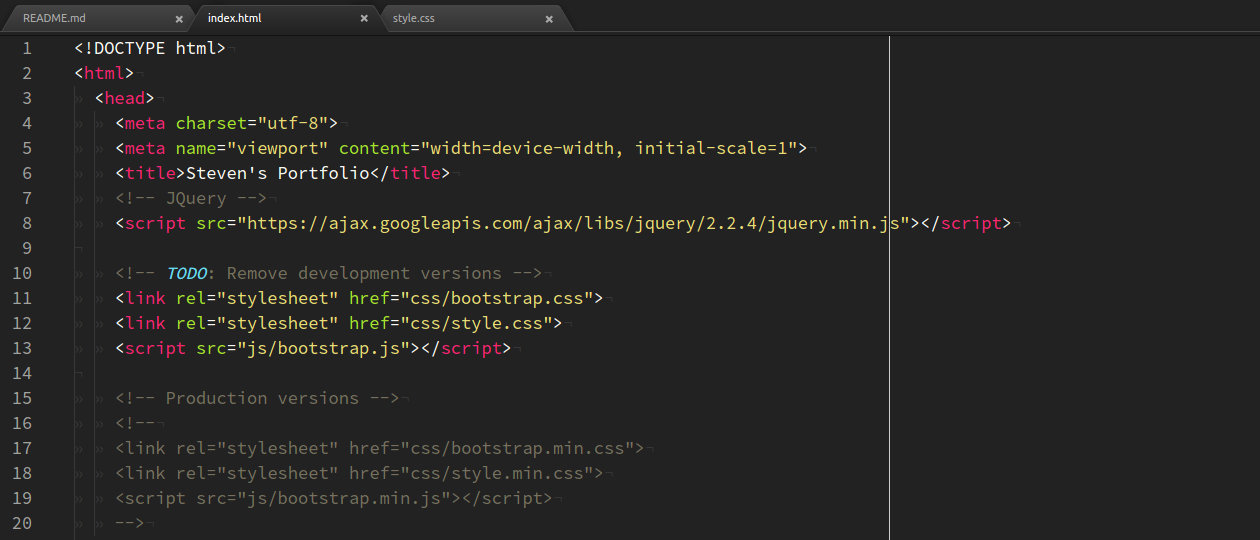 README.md × index.html × style.css ×
1 <!DOCTYPE html>
2 <html>
3 <head>
4 <meta charset="utf-8">
5 <meta name="viewport" content="width=device-width, initial-scale=1">
6 <title>Steven's Portfolio</title>
7 <!-- JQuery -->
8 <script src="https://ajax.googleapis.com/ajax/libs/jquery/2.2.4/jquery.min.js"></script>
9
10 <!-- TODO: Remove development versions -->
11 <link rel="stylesheet" href="css/bootstrap.css">
12 <link rel="stylesheet" href="css/style.css">
13 <script src="js/bootstrap.js"></script>
14
15 <!-- Production versions -->
16 <!--
17 <link rel="stylesheet" href="css/bootstrap.min.css">
18 <link rel="stylesheet" href="css/style.min.css">
19 <script src="js/bootstrap.min.js"></script>
20 -->